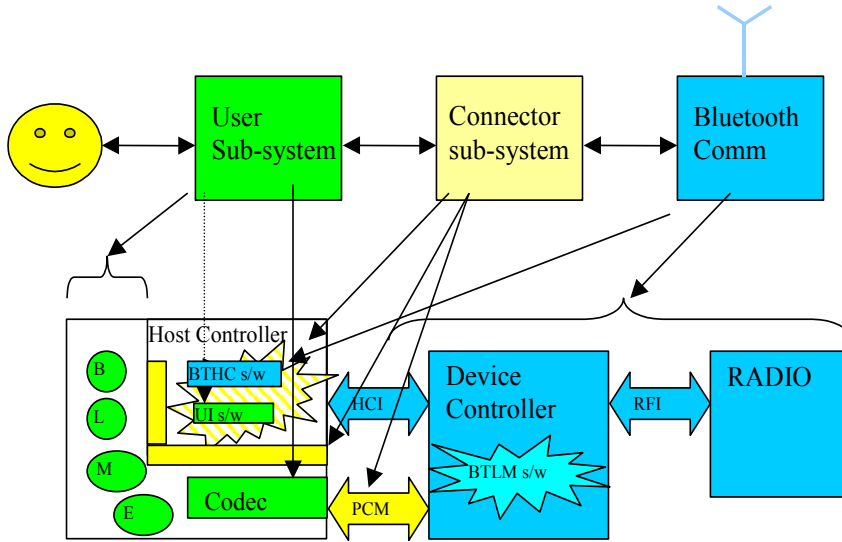 User
Sub-system
Connector
sub-system
Bluetooth
Comm
Host Controller
B
BTHC s/w
L
UI s/w
M
E
Codec
HCI
PCM
Device
Controller
BTLM s/w
RFI
RADIO